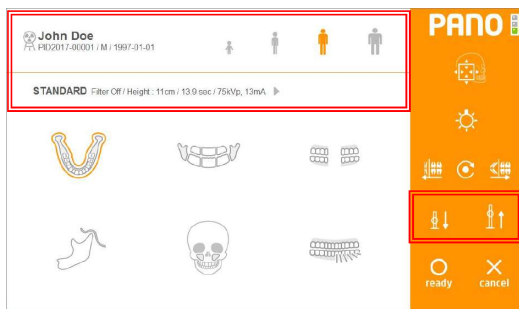 John Doe
PID2017-00001 / M / 1997-01-01
STANDARD Filter Off / Height : 11cm / 13.9 sec / 75kVp, 13mA
PANO
ready
cancel